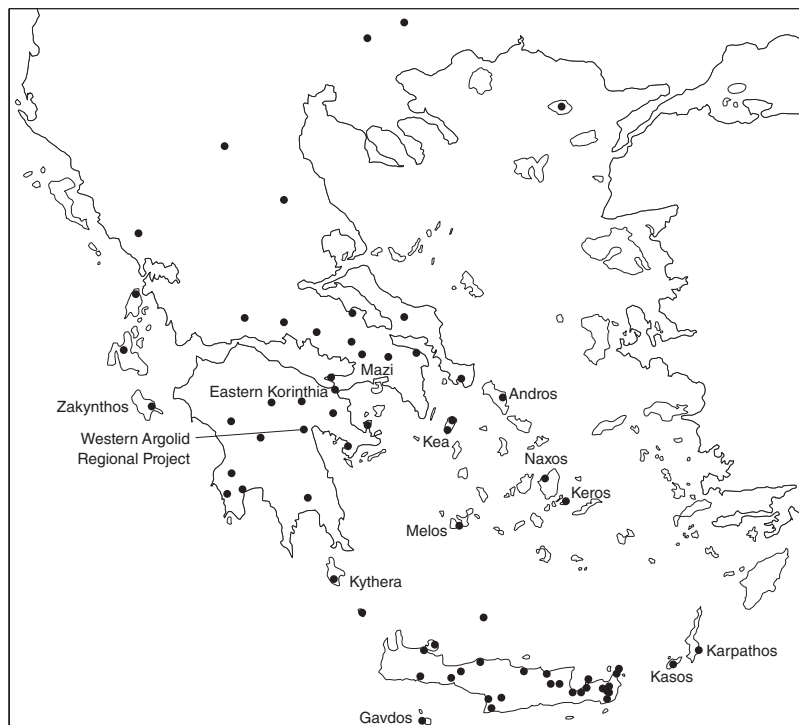 Mazi
Eastern Korinthia
Andros
Zakynthos
Western Argolid
Regional Project
Kea
Naxos
Keros
Melos
Kythera
Karpathos
Kasos
Gavdos